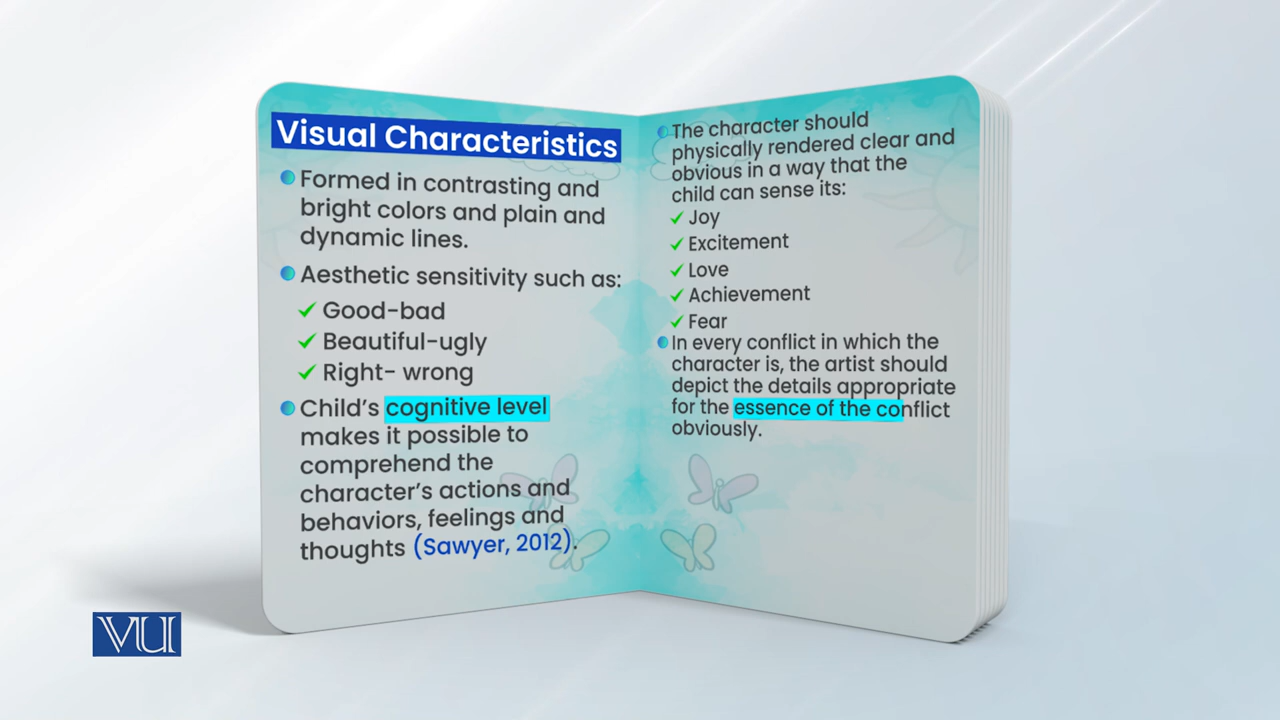 Visual Characteristics
Formed in contrasting and
bright colors and plain and
dynamic lines.
Aesthetic sensitivity such as:
Good-bad
Beautiful-ugly
Right- wrong
Child's cognitive level
makes it possible to
comprehend the
character's actions and
behaviors, feelings and
thoughts (Sawyer, 2012).
The character should
physically rendered clear and
obvious in a way that the
child can sense its:
Joy
Excitement
Love
Achievement
Fear
In every conflict in which the
character is, the artist should
depict the details appropriate
for the essence of the conflict
obviously.
VU